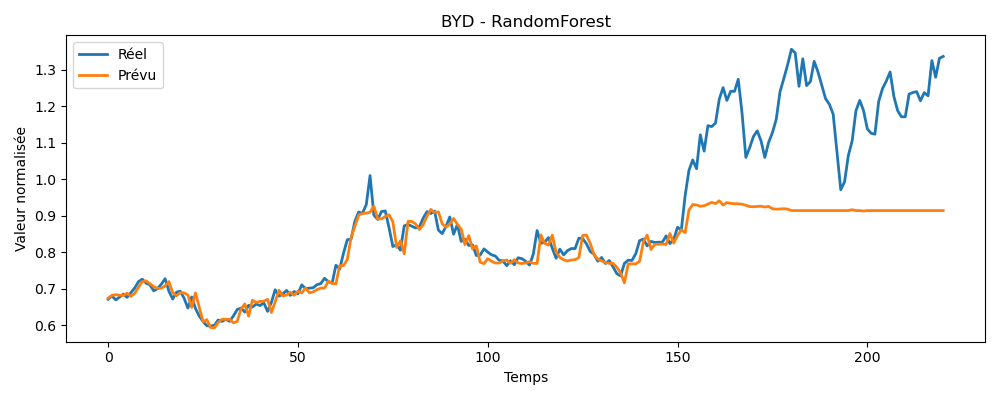 BYD - RandomForest
Réel
Prévu
Valeur normalisée
1.3
1.2
1.1
1.0
0.9
0.8
0.7
0.6
0 50 100 150 200
Temps